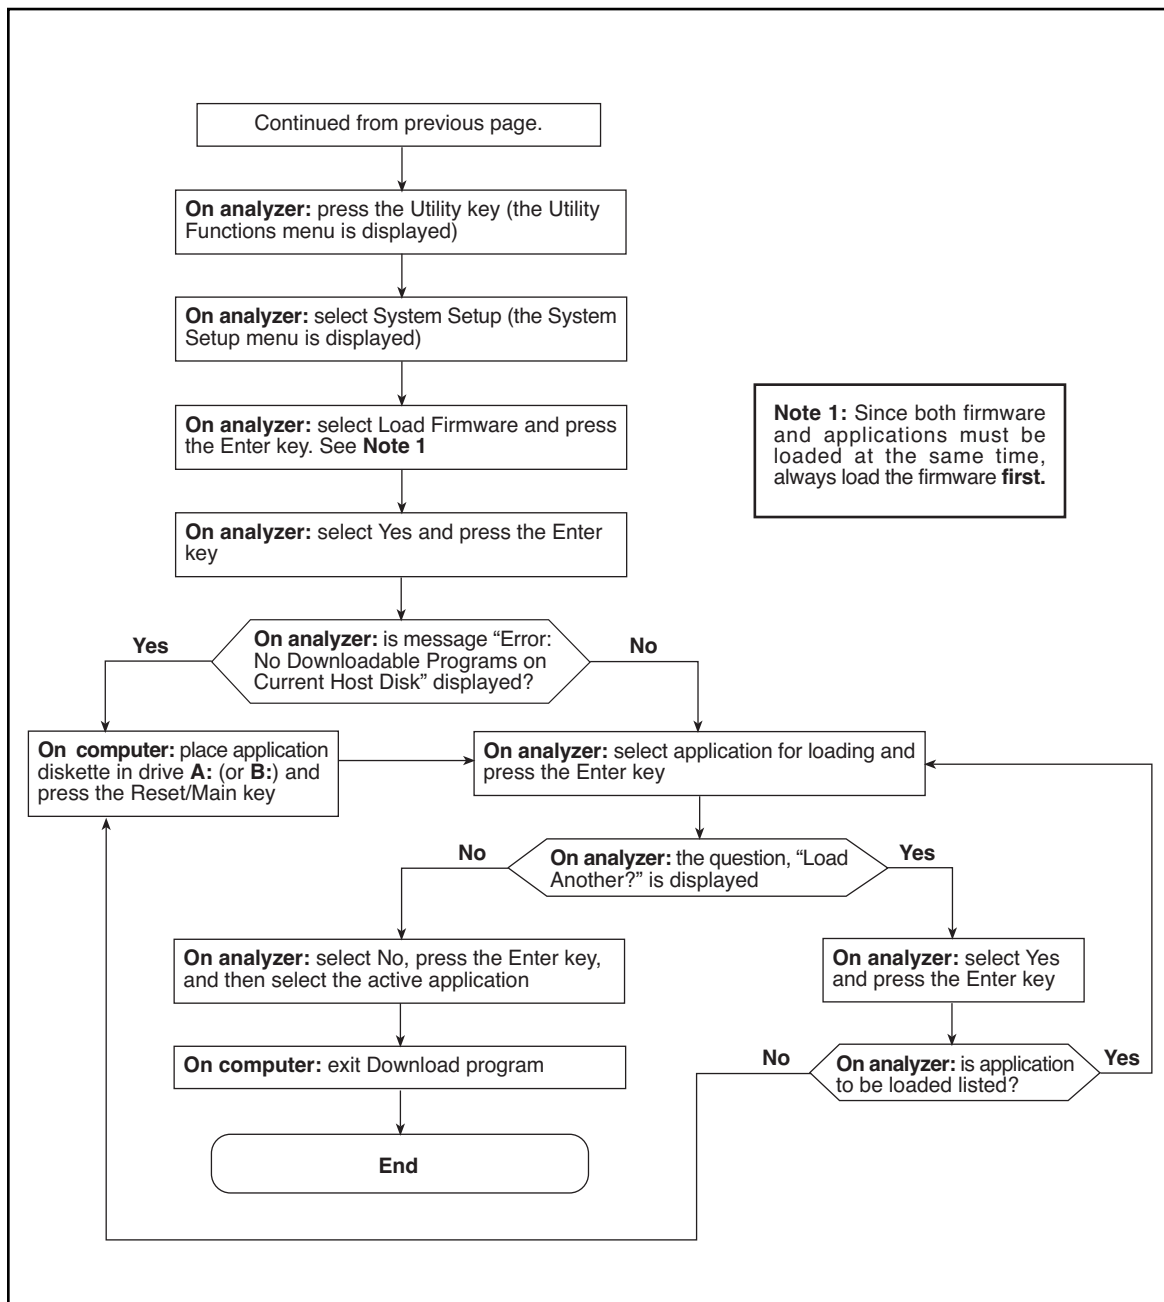 Continued from previous page.
On analyzer: press the Utility key (the Utility
Functions menu is displayed)
On analyzer: select System Setup (the System
Setup menu is displayed)
On analyzer: select Load Firmware and press
the Enter key. See Note 1
Note 1: Since both firmware
and applications must be
loaded at the same time,
always load the firmware first.
On analyzer: select Yes and press the Enter
key
Yes
On analyzer: is message “Error:
No Downloadable Programs on
Current Host Disk” displayed?
No
On computer: place application
diskette in drive A: (or B:) and
press the Reset/Main key
On analyzer: select application for loading and
press the Enter key
No
On analyzer: the question, “Load
Another?” is displayed
Yes
On analyzer: select No, press the Enter key,
and then select the active application
On analyzer: select Yes
and press the Enter key
On computer: exit Download program
No
On analyzer: is application
to be loaded listed?
Yes
End